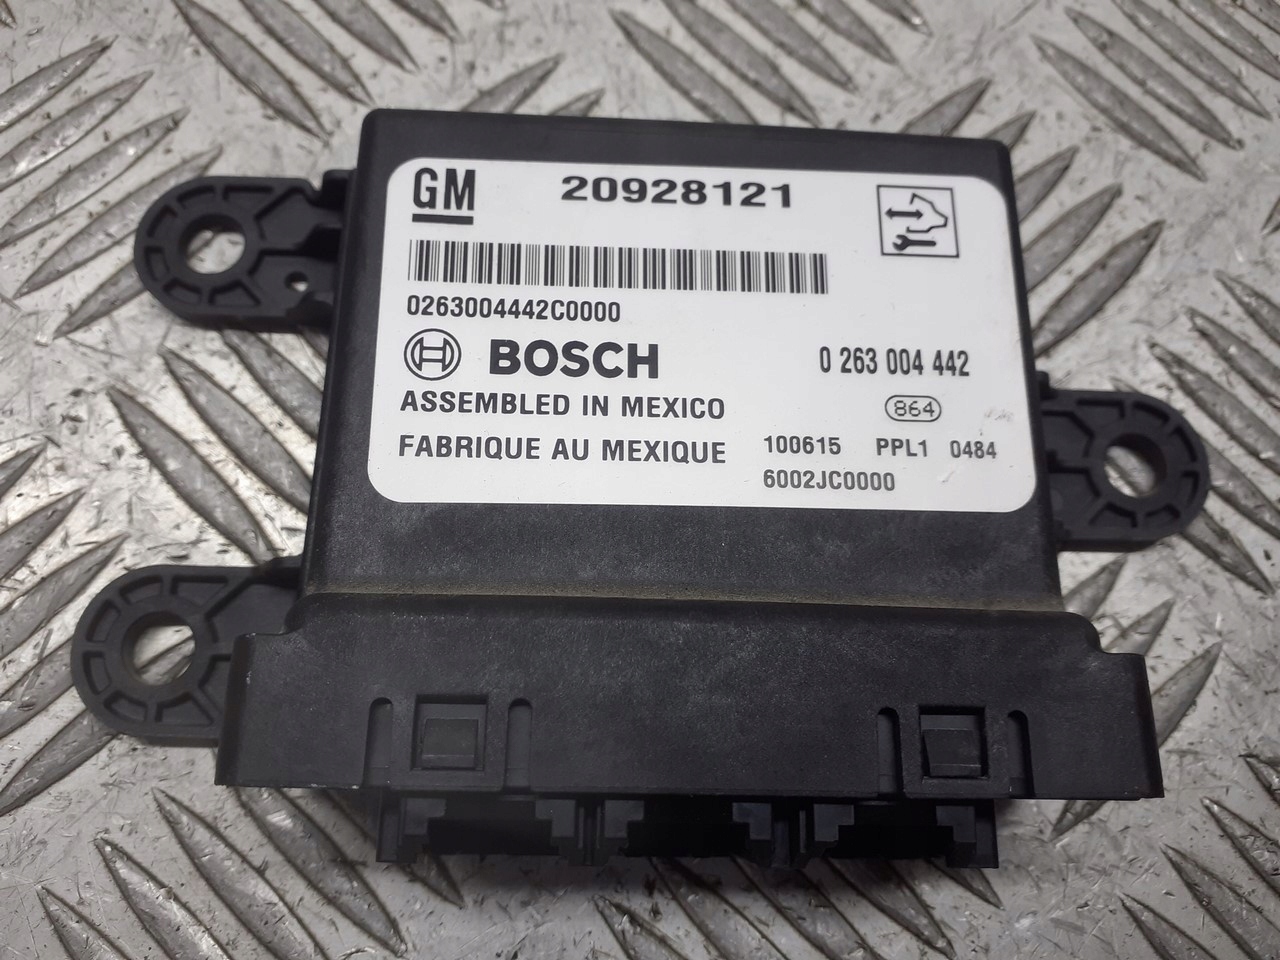 GM 20928121
0263004442C0000
BOSCH 0 263 004 442
ASSEMBLED IN MEXICO 864
FABRIQUE AU MEXIQUE 100615 PPL1 0484
6002JC0000